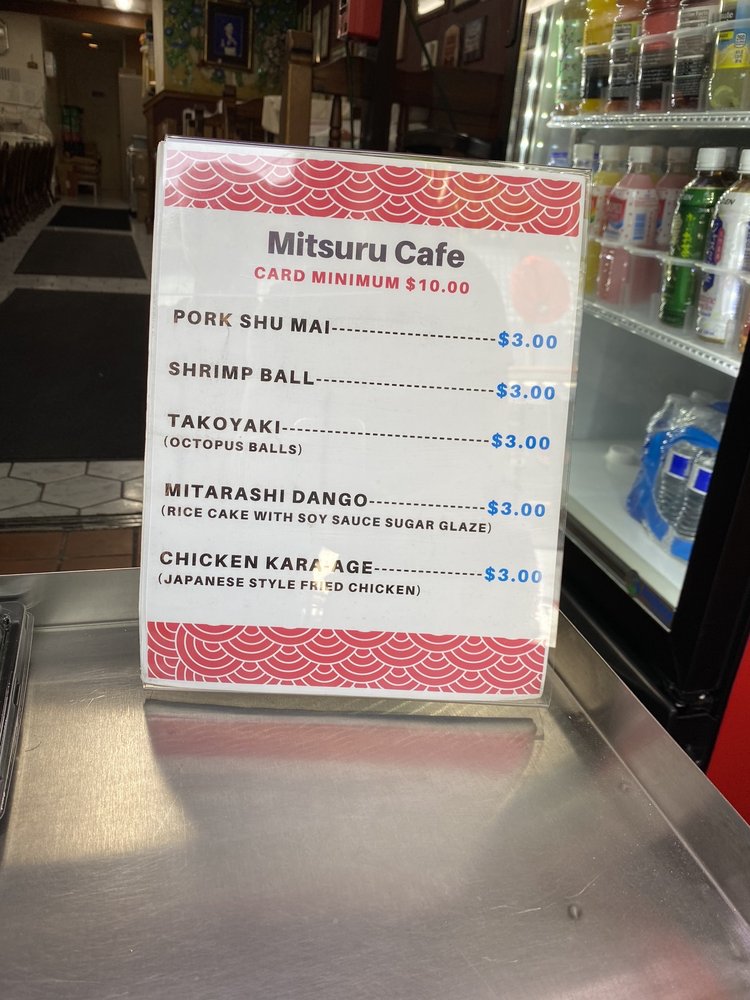 Mitsuru Cafe
CARD MINIMUM $10.00
PORK SHU MAI-----------------------$3.00
SHRIMP BALL------------------------$3.00
TAKOYAKI----------------------------$3.00
(OCTOPUS BALLS)
MITARASHI DANGO----------------$3.00
(RICE CAKE WITH SOY SAUCE SUGAR GLAZE)
CHICKEN KARA-AGE---------------$3.00
(JAPANESE STYLE FRIED CHICKEN)